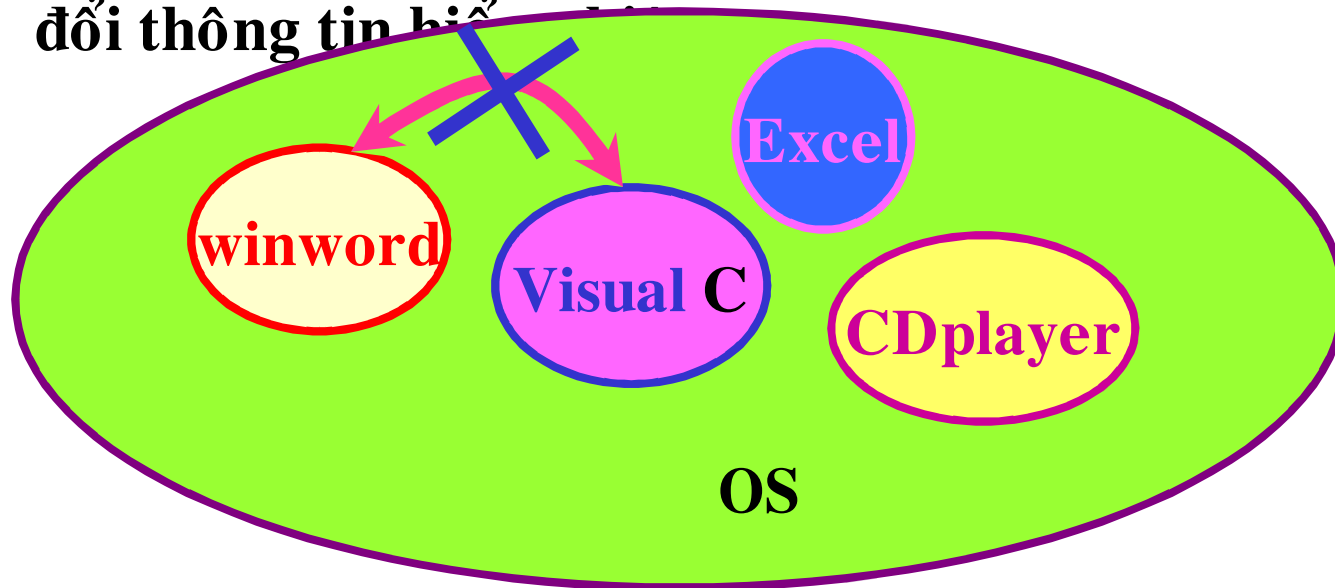 đổi thông tin
Excel
winword
Visual C
CDplayer
OS